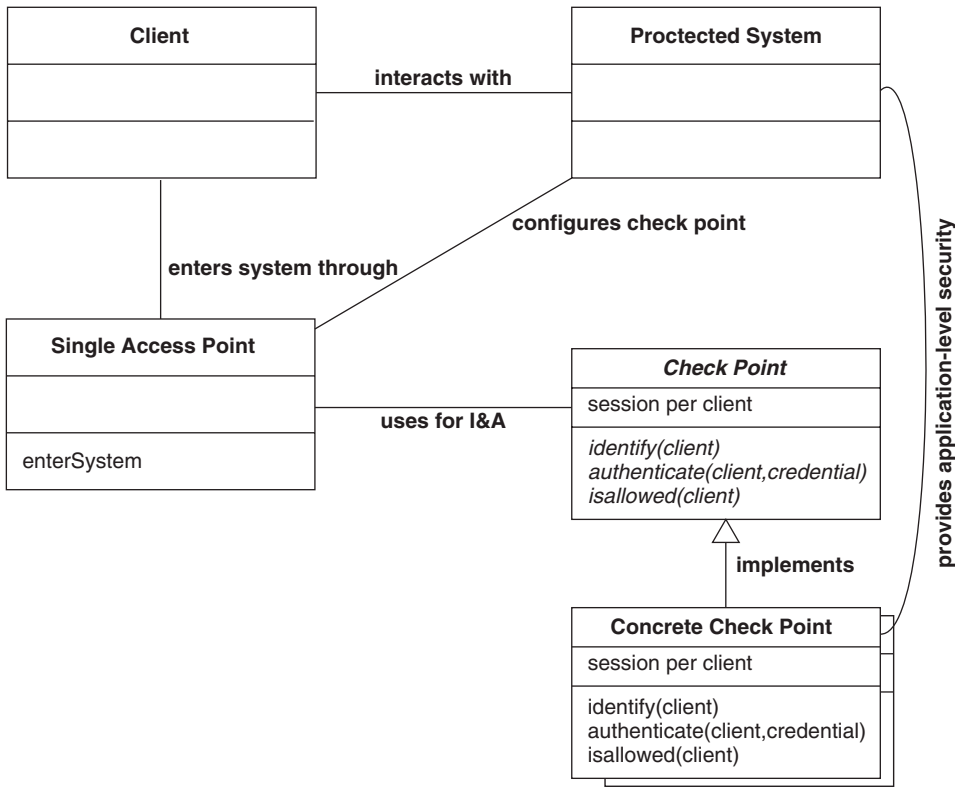 Client
Proctected System
interacts with
configures check point
enters system through
provides application-level security
Single Access Point
enterSystem
uses for I&A
Check Point
session per client
identify(client)
authenticate(client,credential)
isallowed(client)
implements
Concrete Check Point
session per client
identify(client)
authenticate(client,credential)
isallowed(client)